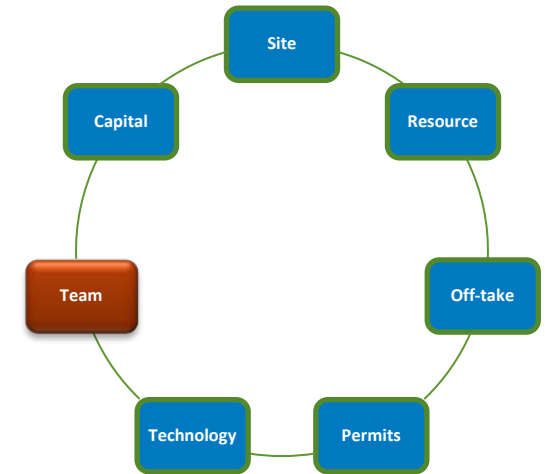 Site
Capital
Resource
Team
Off-take
Technology
Permits